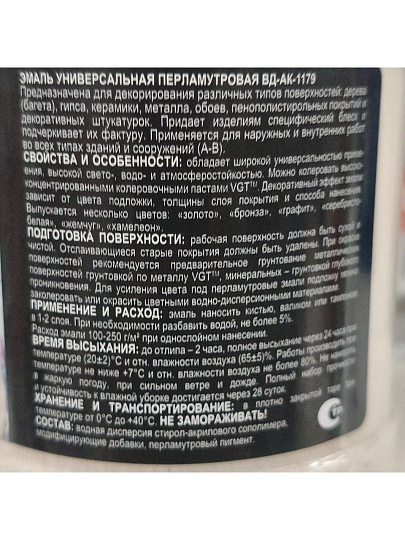 ЭМАЛЬ УНИВЕРСАЛЬНАЯ ПЕРЛАМУТРОВАЯ ВД-АК-1179
Предназначена для декорирования различных типов поверхностей: дерева
(багета), гипса, керамики, металла, обоев, пенополистирольных покрытий и
декоративных штукатурок. Придает изделиям специфический блеск и
подчеркивает их фактуру. Применяется для наружных и внутренних работ
во всех типах зданий и сооружений (А-В).
СВОЙСТВА И ОСОБЕННОСТИ: обладает широкой универсальностью приме-
нения, высокой свето-, водо- и атмосферостойкостью. Можно колеровать высоко-
концентрированными колеровочными пастами VGT™. Декоративный эффект эмали
зависит от цвета подложки, толщины слоя покрытия и способа нанесения.
Выпускается несколько цветов: «золото», «бронза», «графит», «серебристо-
белая», «жемчуг», «хамелеон».
ПОДГОТОВКА ПОВЕРХНОСТИ: рабочая поверхность должна быть сухой и
чистой. Отслаивающиеся старые покрытия должны быть удалены. При окраске
поверхностей рекомендуется предварительное грунтование металлических
поверхностей грунтовкой по металлу VGT™, минеральных – грунтовкой глубокого
проникновения. Для усиления цвета под перламутровые эмали подложку можно
заколеровать или окрасить цветными водно-дисперсионными материалами.
ПРИМЕНЕНИЕ И РАСХОД: эмаль наносить кистью, валиком или тампоном
в 1-2 слоя. При необходимости разбавить водой, не более 5%.
Расход эмали 100-250 г/м² при однослойном нанесении.
ВРЕМЯ ВЫСЫХАНИЯ: до отлипа – 2 часа, полное высыхание через 24 часа при
температуре (20±2)°С и отн. влажности воздуха (65±5)%. Работы производить при
температуре не ниже +7°С и отн. влажности воздуха не более 80%. Не наносить
в жаркую погоду, при сильном ветре и дожде. Полный набор прочности
и устойчивость к влажной уборке достигается через 28 суток.
ХРАНЕНИЕ И ТРАНСПОРТИРОВАНИЕ: в плотно закрытой таре при
температуре от 0°С до +40°С. НЕ ЗАМОРАЖИВАТЬ!
СОСТАВ: водная дисперсия стирол-акрилового сополимера,
модифицирующие добавки, перламутровый пигмент.